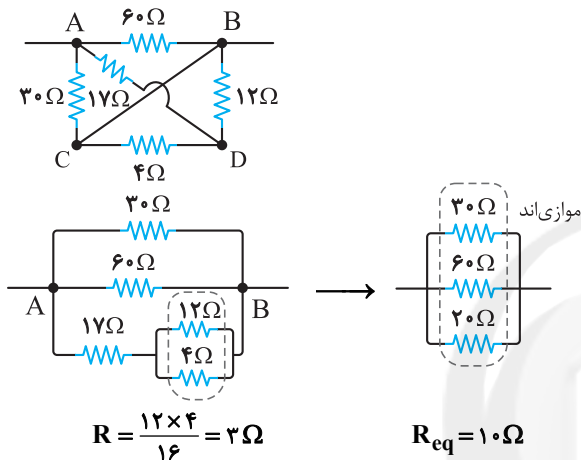 ۶۰Ω
A B
۳۰Ω ۱۷Ω ۱۲Ω
C D
۴Ω
۳۰Ω
۶۰Ω
A B
۱۷Ω ۱۲Ω
۴Ω
R = ۱۲×۴ / ۱۶ = ۳Ω
موازی‌اند
۳۰Ω
۶۰Ω
۲۰Ω
Req = ۱۰Ω